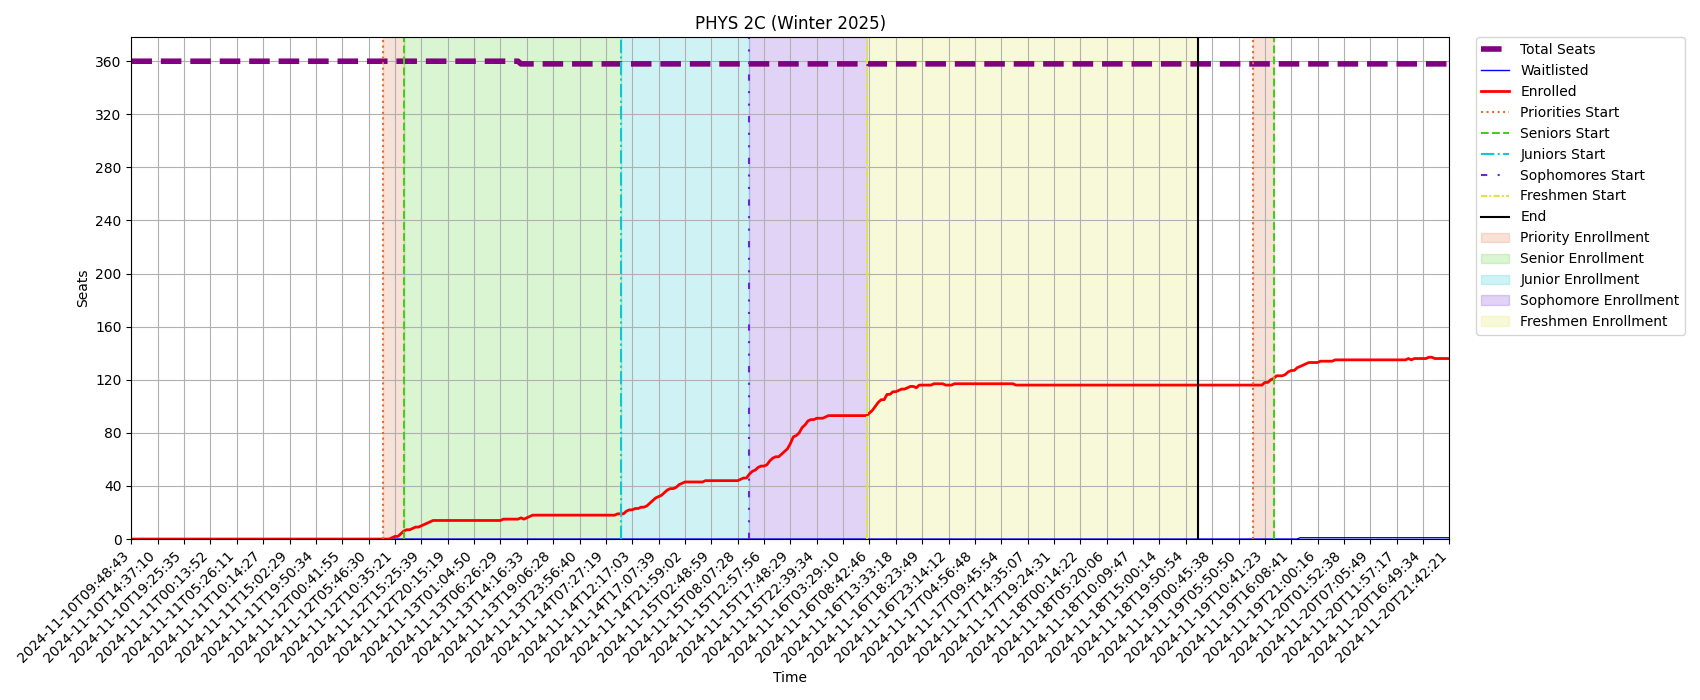 PHYS 2C (Winter 2025)
Seats
360
320
280
240
200
160
120
80
40
0
2024-11-10T09:48:43
2024-11-10T14:37:10
2024-11-10T19:25:35
2024-11-11T00:13:52
2024-11-11T05:26:11
2024-11-11T10:14:27
2024-11-11T15:02:29
2024-11-11T19:50:34
2024-11-12T00:41:55
2024-11-12T05:46:30
2024-11-12T10:35:21
2024-11-12T15:25:39
2024-11-12T20:15:19
2024-11-13T01:04:50
2024-11-13T06:26:29
2024-11-13T14:16:33
2024-11-13T19:06:28
2024-11-13T23:56:40
2024-11-14T07:27:19
2024-11-14T12:17:03
2024-11-14T17:07:39
2024-11-14T21:59:02
2024-11-15T02:48:59
2024-11-15T08:07:28
2024-11-15T12:57:56
2024-11-15T17:48:29
2024-11-15T22:39:34
2024-11-16T03:29:10
2024-11-16T08:42:46
2024-11-16T13:33:18
2024-11-16T18:23:49
2024-11-16T23:14:12
2024-11-17T04:56:48
2024-11-17T09:45:54
2024-11-17T14:35:07
2024-11-17T19:24:31
2024-11-18T00:14:22
2024-11-18T05:20:06
2024-11-18T10:09:47
2024-11-18T15:00:14
2024-11-18T19:50:54
2024-11-19T00:45:38
2024-11-19T05:50:50
2024-11-19T10:41:23
2024-11-19T16:08:41
2024-11-19T21:00:16
2024-11-20T01:52:38
2024-11-20T07:05:49
2024-11-20T11:57:17
2024-11-20T16:49:34
2024-11-20T21:42:21
Time
Total Seats
Waitlisted
Enrolled
Priorities Start
Seniors Start
Juniors Start
Sophomores Start
Freshmen Start
End
Priority Enrollment
Senior Enrollment
Junior Enrollment
Sophomore Enrollment
Freshmen Enrollment